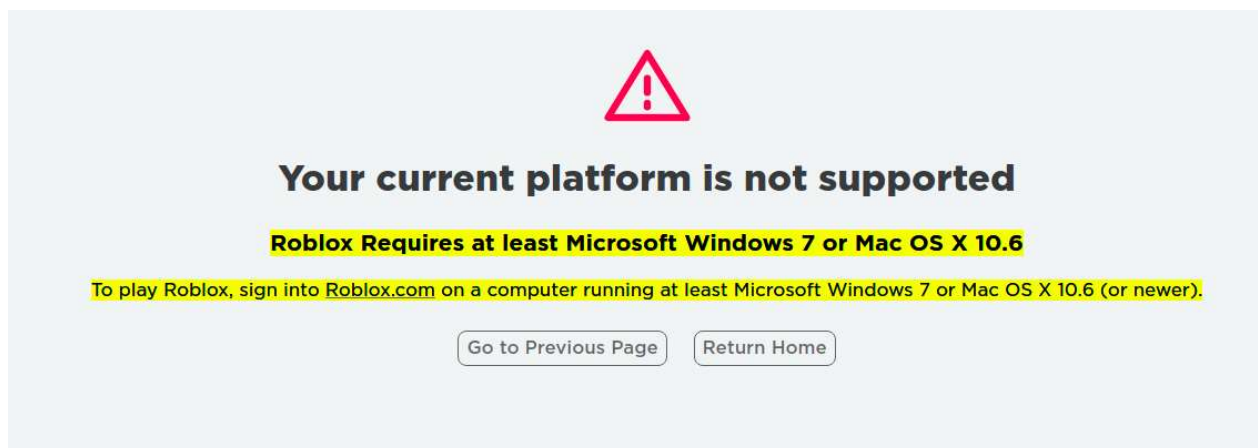 Your current platform is not supported
Roblox Requires at least Microsoft Windows 7 or Mac OS X 10.6
To play Roblox, sign into Roblox.com on a computer running at least Microsoft Windows 7 or Mac OS X 10.6 (or newer).
Go to Previous Page Return Home